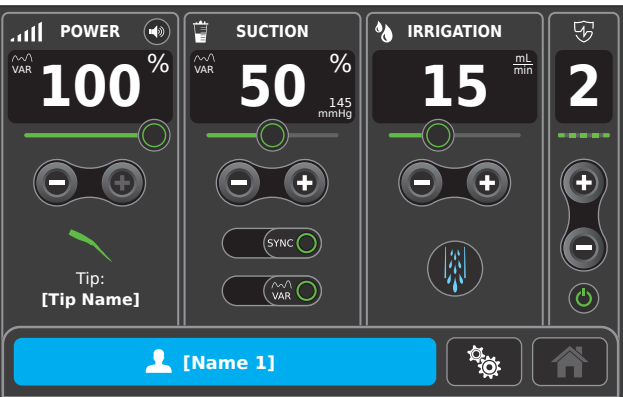 POWER
VAR
100%
Tip:
[Tip Name]
SUCTION
VAR
50%
145
mmHg
SYNC
VAR
IRRIGATION
15
mL
min
2
[Name 1]